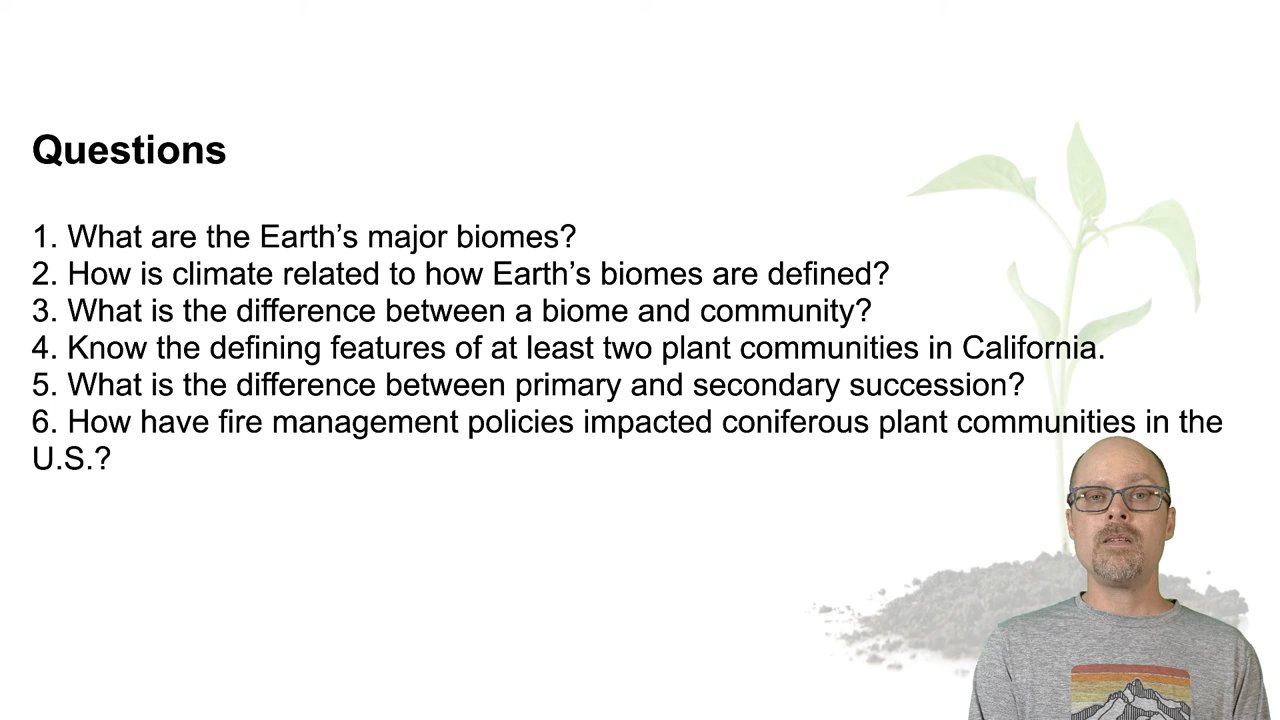 Questions
1. What are the Earth’s major biomes?
2. How is climate related to how Earth’s biomes are defined?
3. What is the difference between a biome and community?
4. Know the defining features of at least two plant communities in California.
5. What is the difference between primary and secondary succession?
6. How have fire management policies impacted coniferous plant communities in the
U.S.?